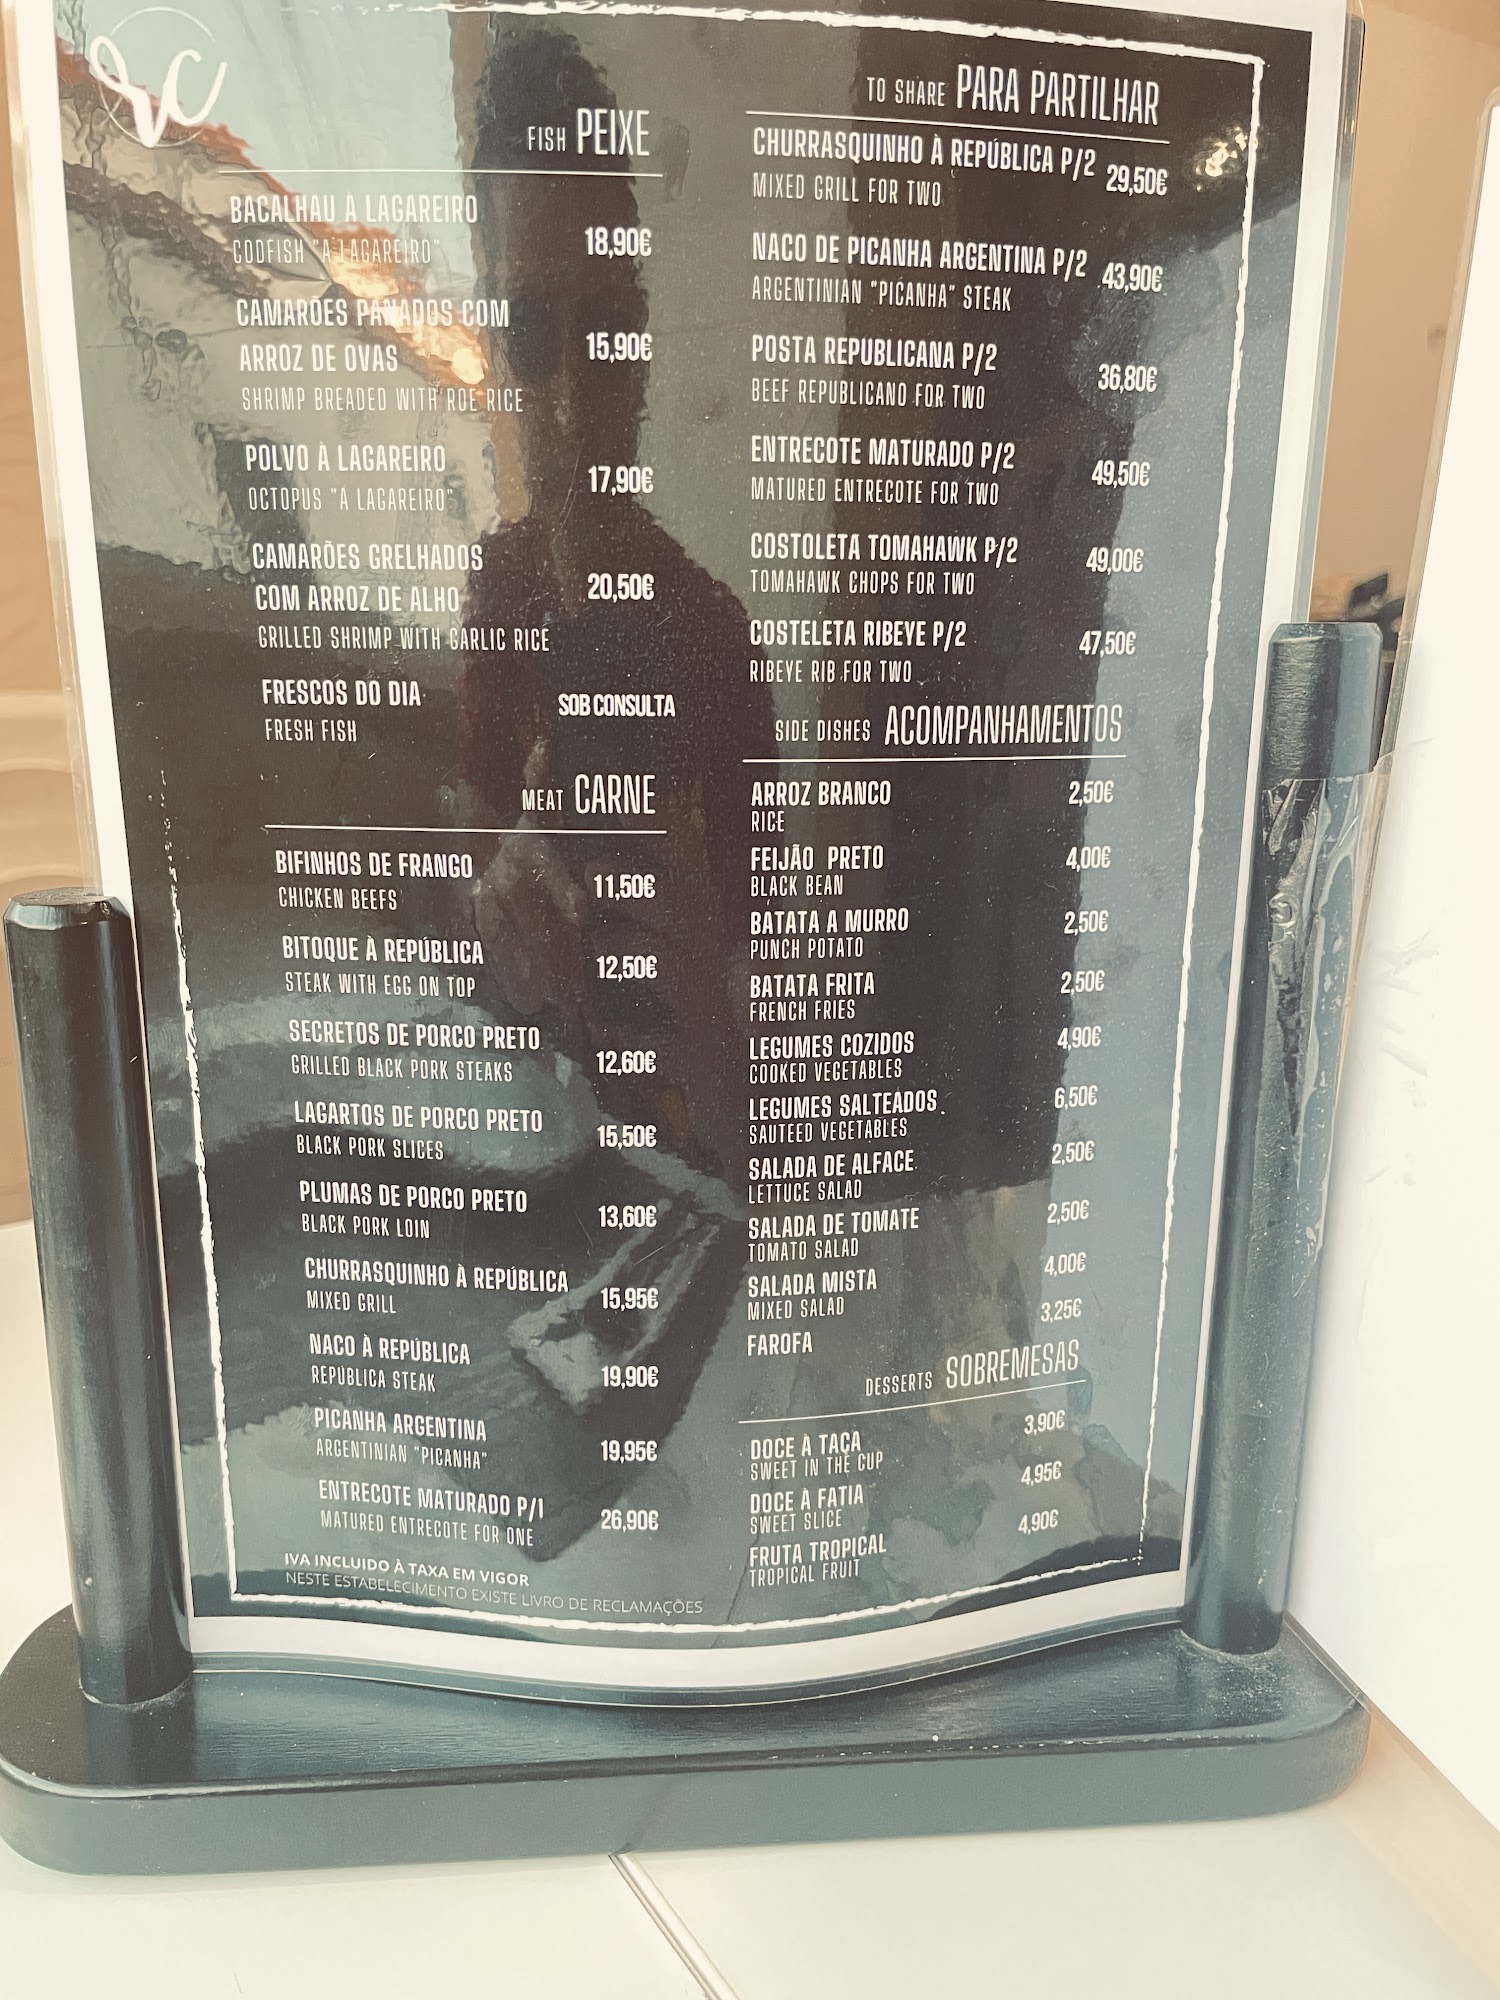 rc
FISH PEIXE
BACALHAU À LAGAREIRO
CODFISH "À LAGAREIRO"
18,90€
CAMARÕES PANADOS COM
ARROZ DE OVAS
SHRIMP BREADED WITH ROE RICE
15,90€
POLVO À LAGAREIRO
OCTOPUS "À LAGAREIRO"
17,90€
CAMARÕES GRELHADOS
COM ARROZ DE ALHO
GRILLED SHRIMP WITH GARLIC RICE
20,50€
FRESCOS DO DIA
FRESH FISH
SOB CONSULTA
MEAT CARNE
BIFINHOS DE FRANGO
CHICKEN BEEFS
11,50€
BITOQUE À REPÚBLICA
STEAK WITH EGG ON TOP
12,50€
SECRETOS DE PORCO PRETO
GRILLED BLACK PORK STEAKS
12,60€
LAGARTOS DE PORCO PRETO
BLACK PORK SLICES
15,50€
PLUMAS DE PORCO PRETO
BLACK PORK LOIN
13,60€
CHURRASQUINHO À REPÚBLICA
MIXED GRILL
15,95€
NACO À REPÚBLICA
REPÚBLICA STEAK
19,90€
PICANHA ARGENTINA
ARGENTINIAN "PICANHA"
19,95€
ENTRECOTE MATURADO P/1
MATURED ENTRECOTE FOR ONE
26,90€
IVA INCLUIDO À TAXA EM VIGOR
NESTE ESTABELECIMENTO EXISTE LIVRO DE RECLAMAÇÕES
TO SHARE PARA PARTILHAR
CHURRASQUINHO À REPÚBLICA P/2
MIXED GRILL FOR TWO
29,50€
NACO DE PICANHA ARGENTINA P/2
ARGENTINIAN "PICANHA" STEAK
43,90€
POSTA REPUBLICANA P/2
BEEF REPUBLICANO FOR TWO
36,80€
ENTRECOTE MATURADO P/2
MATURED ENTRECOTE FOR TWO
49,50€
COSTOLETA TOMAHAWK P/2
TOMAHAWK CHOPS FOR TWO
49,00€
COSTELETA RIBEYE P/2
RIBEYE RIB FOR TWO
47,50€
SIDE DISHES ACOMPANHAMENTOS
ARROZ BRANCO
RICE
2,50€
FEIJÃO PRETO
BLACK BEAN
4,00€
BATATA A MURRO
PUNCH POTATO
2,50€
BATATA FRITA
FRENCH FRIES
2,50€
LEGUMES COZIDOS
COOKED VEGETABLES
4,90€
LEGUMES SALTEADOS
SAUTEED VEGETABLES
6,50€
SALADA DE ALFACE
LETTUCE SALAD
2,50€
SALADA DE TOMATE
TOMATO SALAD
2,50€
SALADA MISTA
MIXED SALAD
4,00€
FAROFA
3,25€
DESSERTS SOBREMESAS
DOCE À TAÇA
SWEET IN THE CUP
3,90€
DOCE À FATIA
SWEET SLICE
4,95€
FRUTA TROPICAL
TROPICAL FRUIT
4,90€